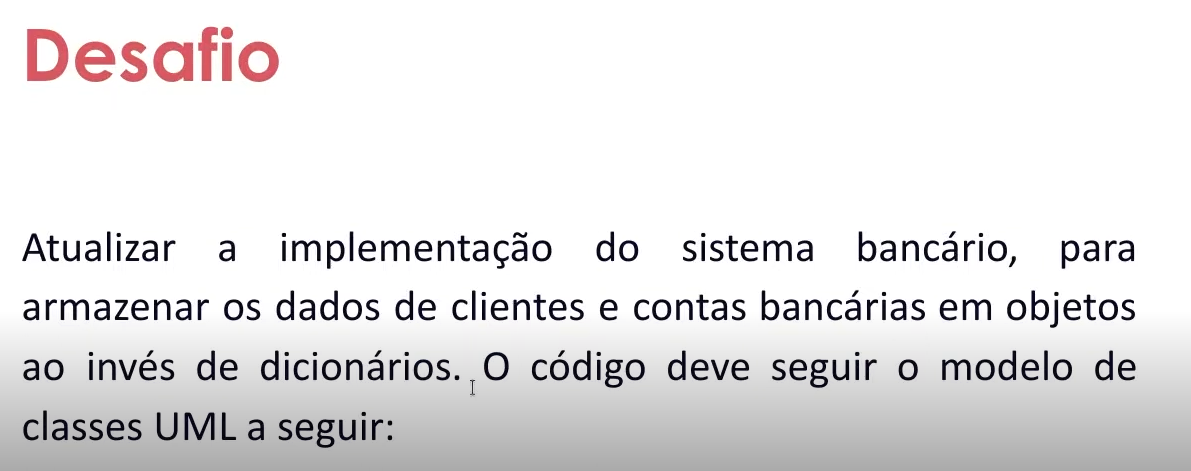 Desafio
Atualizar a implementação do sistema bancário, para
armazenar os dados de clientes e contas bancárias em objetos
ao invés de dicionários. O código deve seguir o modelo de
classes UML a seguir: